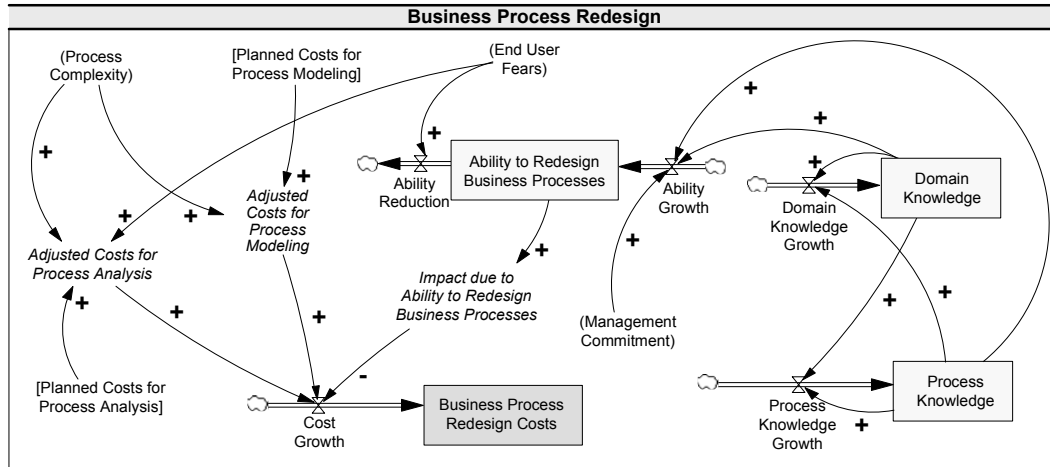 Business Process Redesign
(Process
Complexity)
[Planned Costs for
Process Modeling]
(End User
Fears)
+
+
+
+
+
Ability to Redesign
Business Processes
Ability
Reduction
Ability
Growth
+
Domain
Knowledge
Domain
Knowledge
Growth
+
Adjusted
Costs for
Process
Modeling
+
+
+
+
Adjusted Costs for
Process Analysis
Impact due to
Ability to Redesign
Business Processes
+
+
+
+
+
(Management
Commitment)
[Planned Costs for
Process Analysis]
-
Cost
Growth
Business Process
Redesign Costs
Process
Knowledge
Growth
+
Process
Knowledge